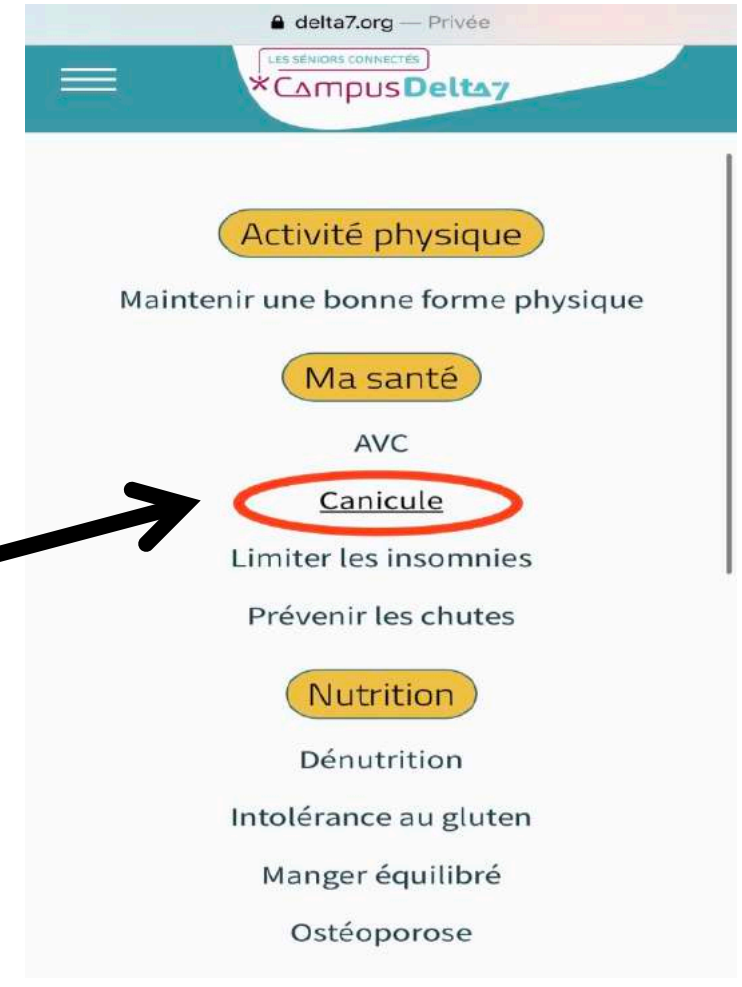 delta7.org — Privée
LES SÉNIORS CONNECTÉS
*CampusDelta7
Activité physique
Maintenir une bonne forme physique
Ma santé
AVC
Canicule
Limiter les insomnies
Prévenir les chutes
Nutrition
Dénutrition
Intolérance au gluten
Manger équilibré
Ostéoporose